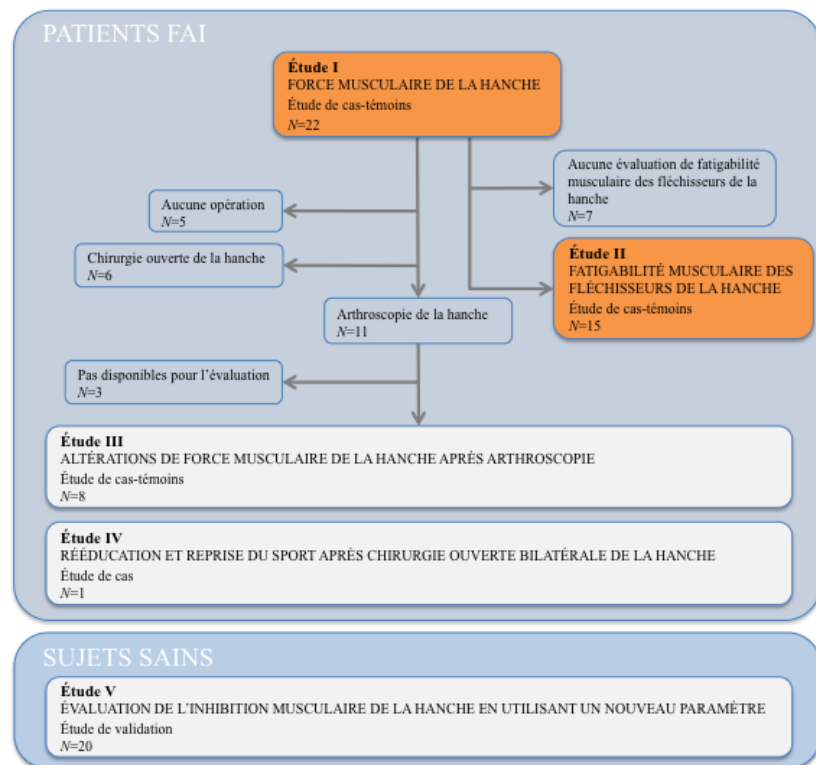 PATIENTS FAI
Étude I
FORCE MUSCULAIRE DE LA HANCHE
Étude de cas-témoins
N=22
Aucune évaluation de fatigabilité
musculaire des fléchisseurs de la
hanche
N=7
Aucune opération
N=5
Chirurgie ouverte de la hanche
N=6
Étude II
FATIGABILITÉ MUSCULAIRE DES
FLÉCHISSEURS DE LA HANCHE
Étude de cas-témoins
N=15
Arthroscopie de la hanche
N=11
Pas disponibles pour l'évaluation
N=3
Étude III
ALTÉRATIONS DE FORCE MUSCULAIRE DE LA HANCHE APRÈS ARTHROSCOPIE
Étude de cas-témoins
N=8
Étude IV
RÉÉDUCATION ET REPRISE DU SPORT APRÈS CHIRURGIE OUVERTE BILATÉRALE DE LA HANCHE
Étude de cas
N=1
SUJETS SAINS
Étude V
ÉVALUATION DE L'INHIBITION MUSCULAIRE DE LA HANCHE EN UTILISANT UN NOUVEAU PARAMÈTRE
Étude de validation
N=20